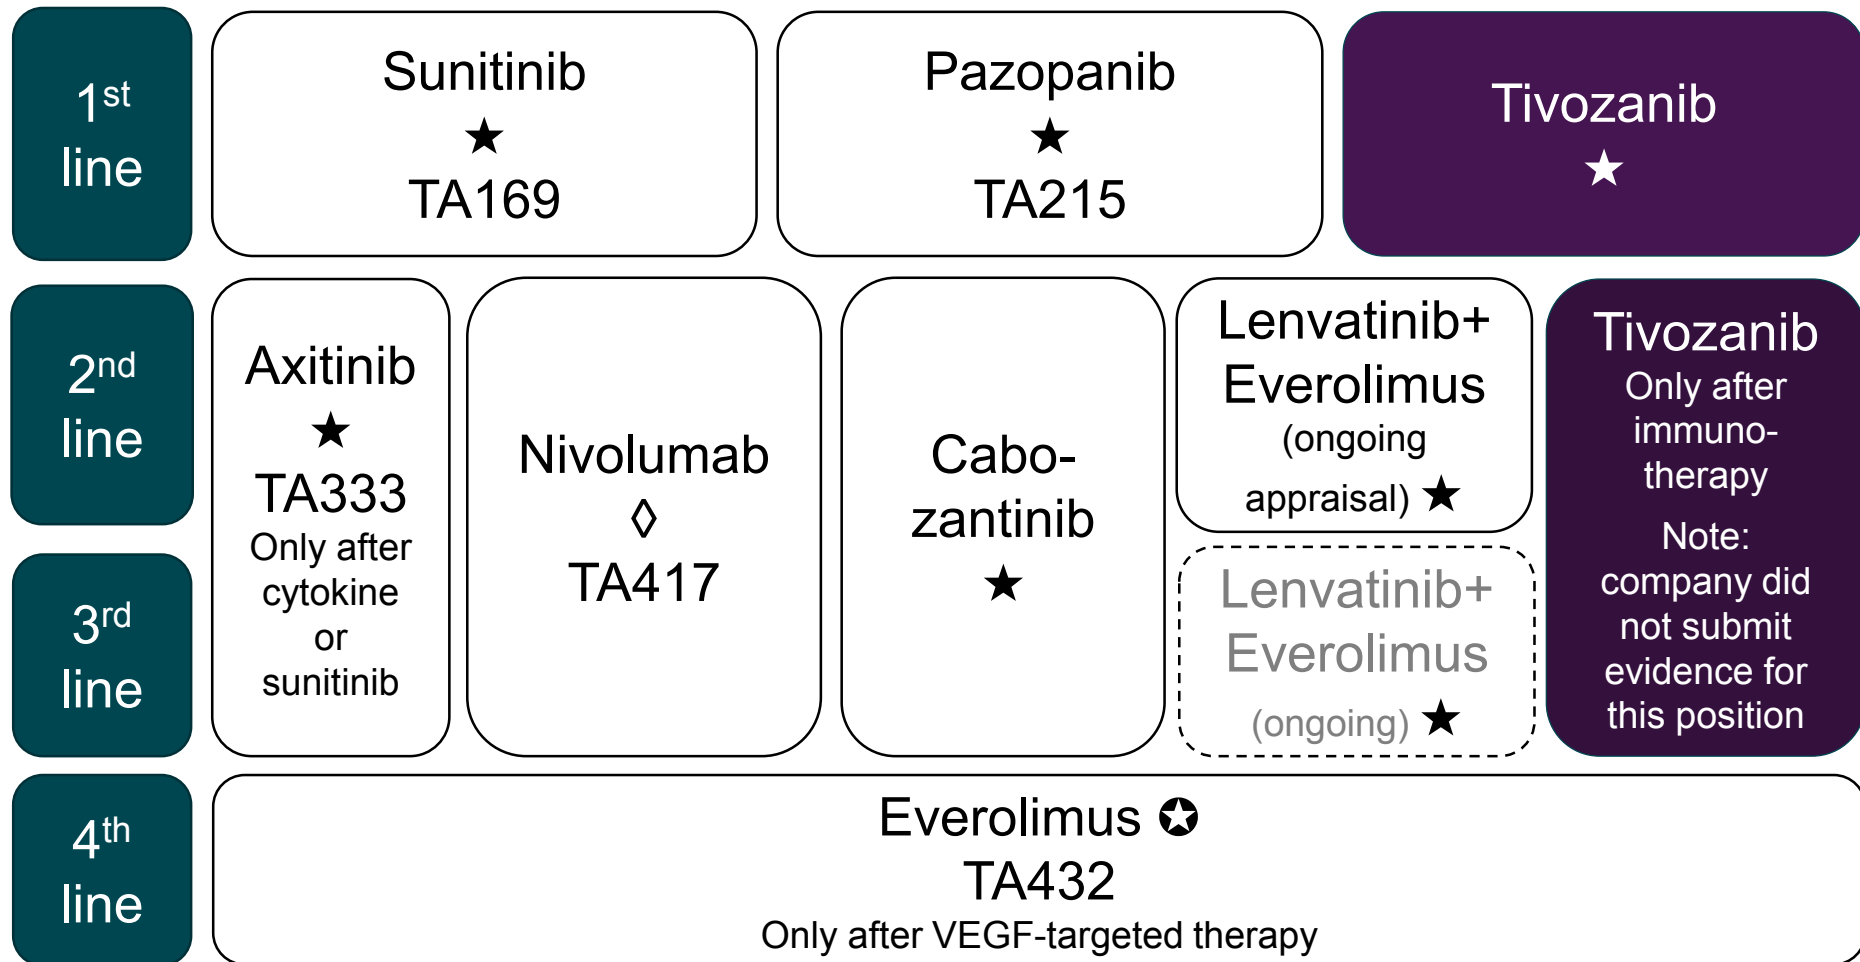 1st
line
Sunitinib
★
TA169
Pazopanib
★
TA215
Tivozanib
★
2nd
line
3rd
line
Axitinib
★
TA333
Only after
cytokine
or
sunitinib
Nivolumab
◊
TA417
Cabo-
zantinib
★
Lenvatinib+
Everolimus
(ongoing
appraisal) ★
Lenvatinib+
Everolimus
(ongoing) ★
Tivozanib
Only after
immuno-
therapy
Note:
company did
not submit
evidence for
this position
4th
line
Everolimus ✪
TA432
Only after VEGF-targeted therapy